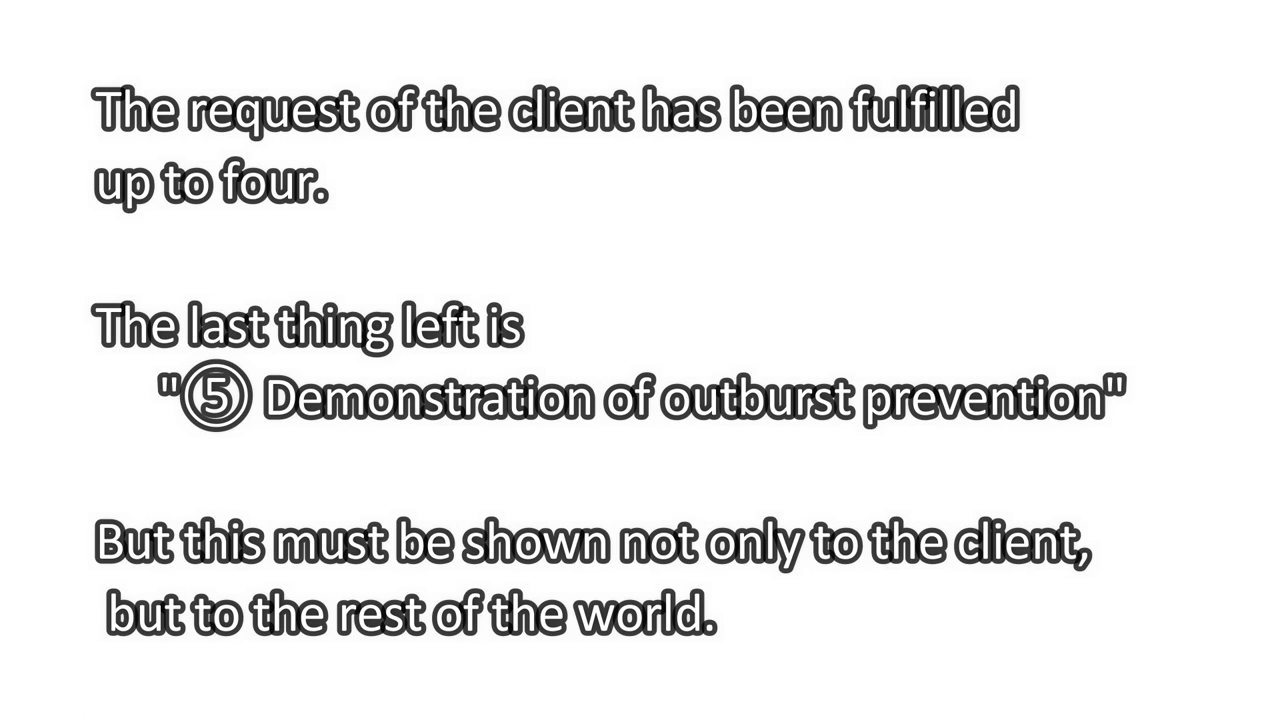 The request of the client has been fulfilled
up to four.
The last thing left is
"⑤ Demonstration of outburst prevention"
But this must be shown not only to the client,
but to the rest of the world.